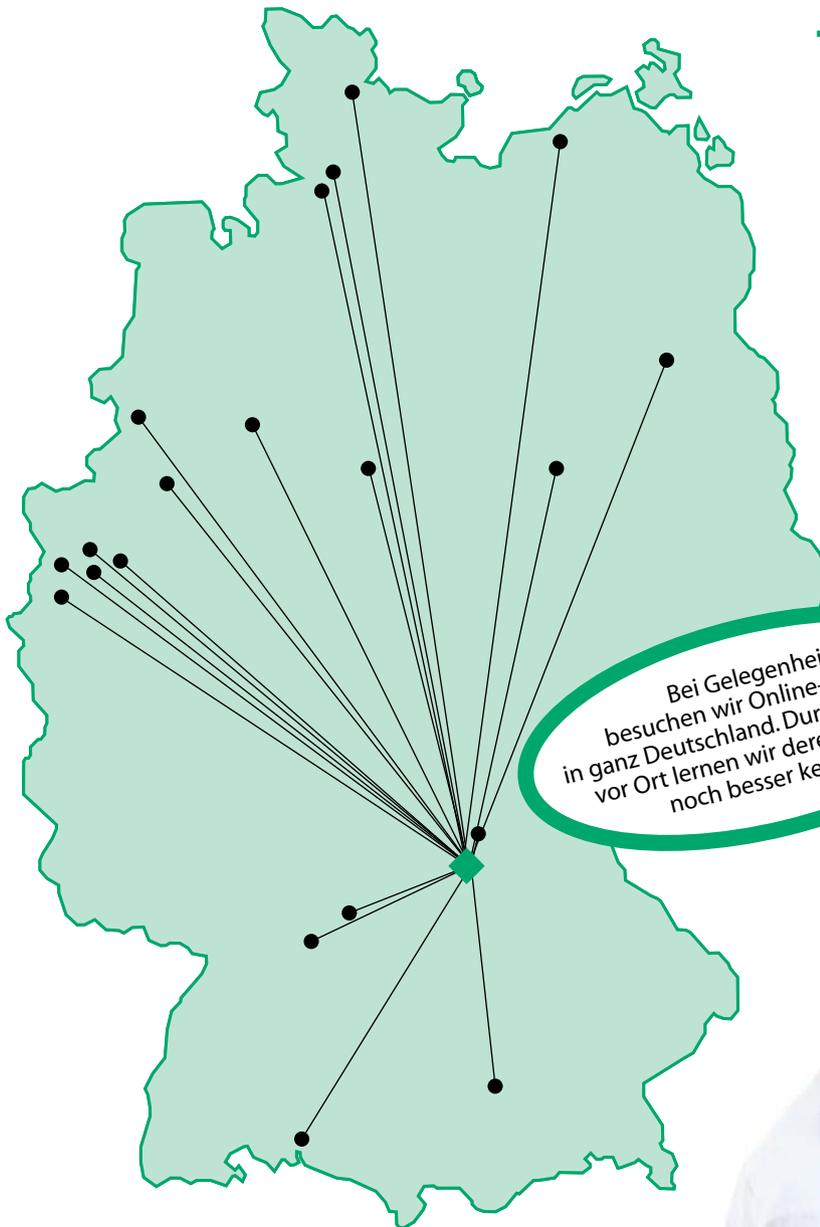 Bei Gelegenhei
besuchen wir Online-
in ganz Deutschland. Dur
vor Ort lernen wir dere
noch besser ke